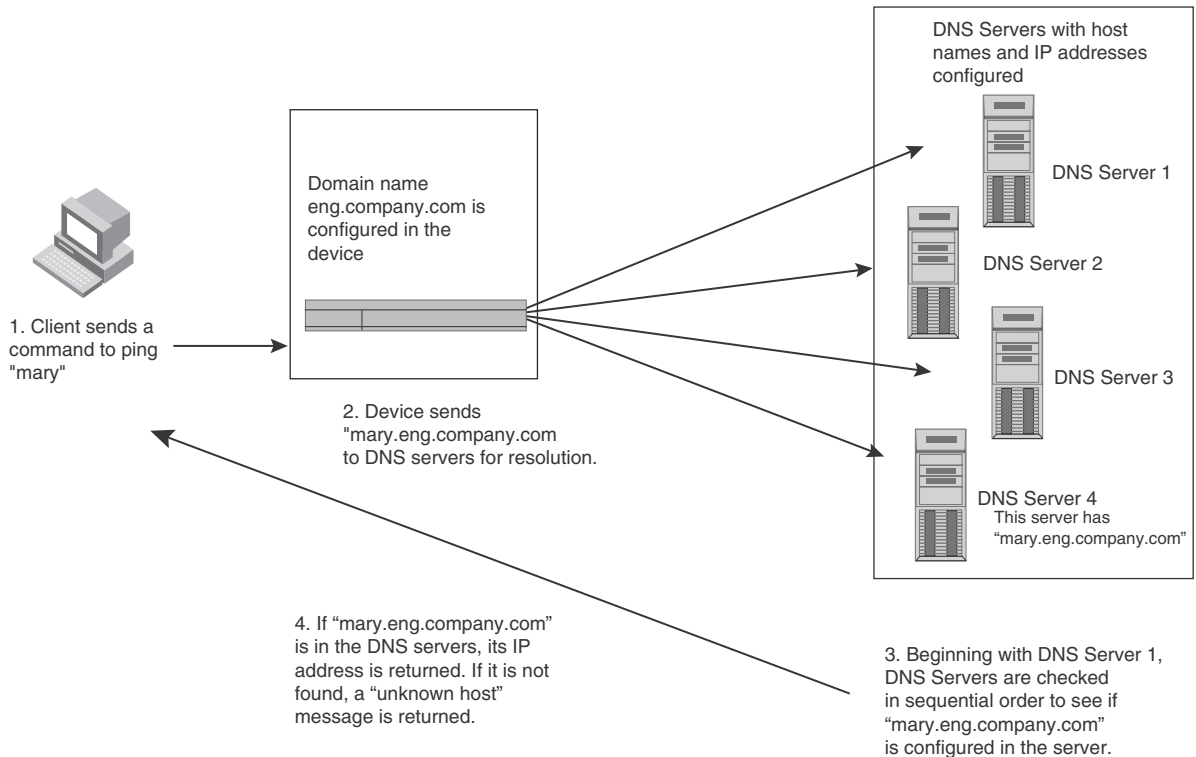 DNS Servers with host
names and IP addresses
configured
DNS Server 1
Domain name
eng.company.com is
configured in the
device
DNS Server 2
1. Client sends a
command to ping
"mary"
DNS Server 3
2. Device sends
"mary.eng.company.com
to DNS servers for resolution.
DNS Server 4
This server has
“mary.eng.company.com”
4. If “mary.eng.company.com”
is in the DNS servers, its IP
address is returned. If it is not
found, a “unknown host”
message is returned.
3. Beginning with DNS Server 1,
DNS Servers are checked
in sequential order to see if
“mary.eng.company.com”
is configured in the server.